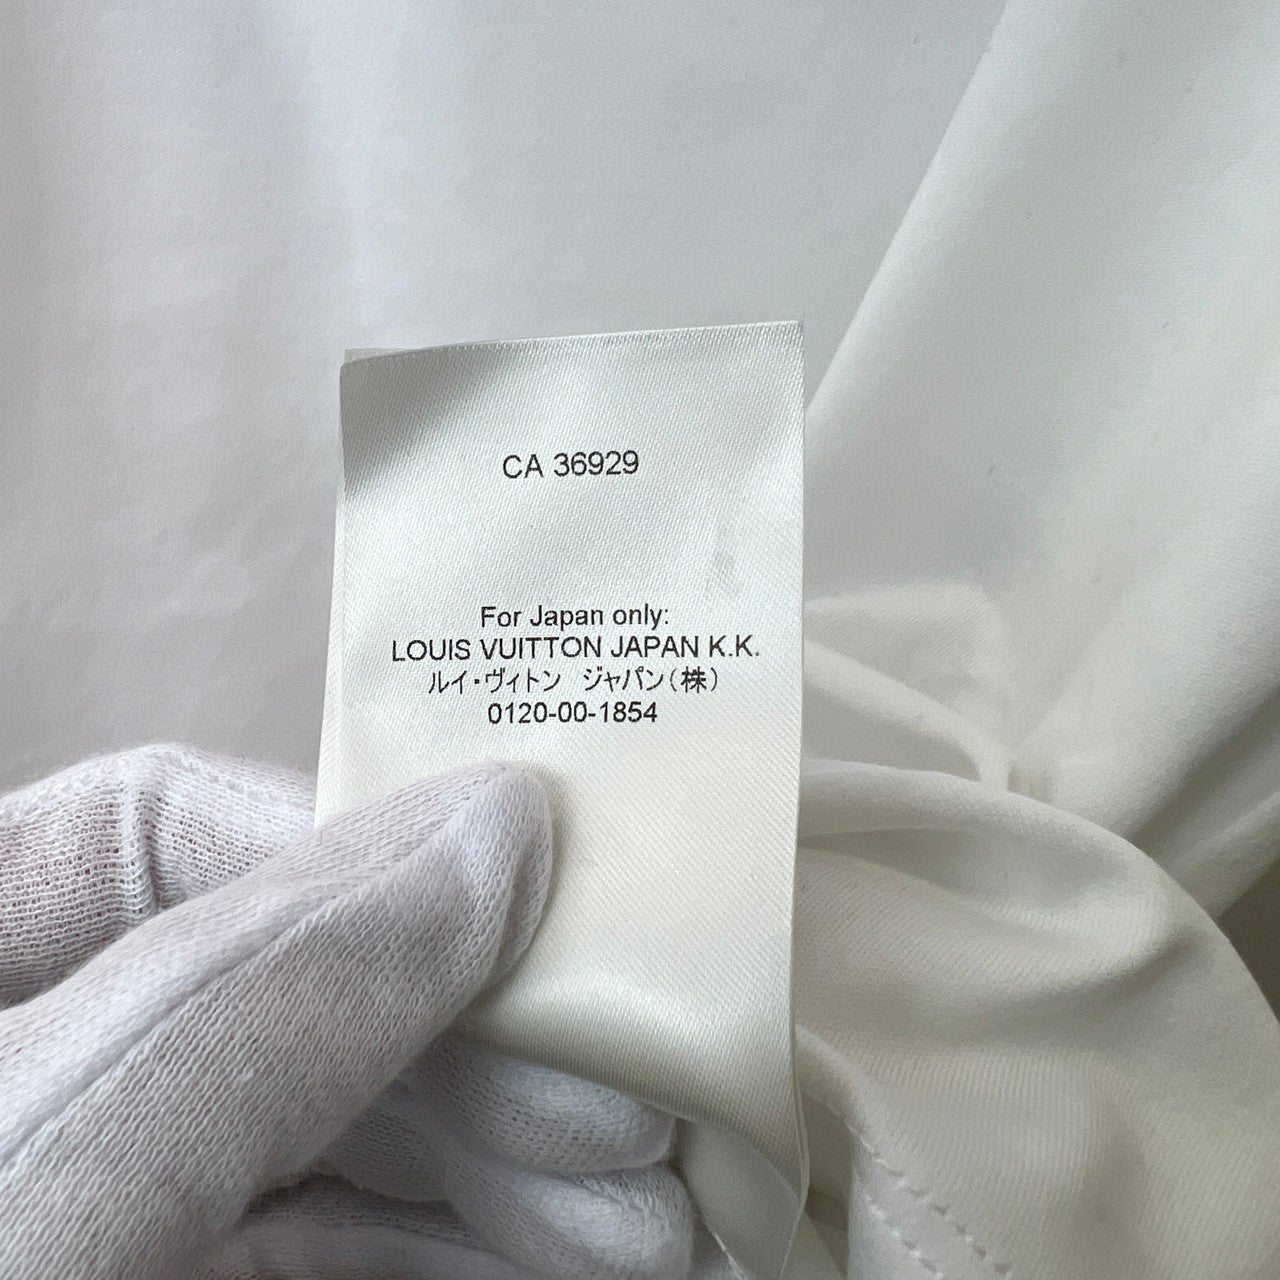 CA 36929
For Japan only:
LOUIS VUITTON JAPAN K.K.
ルイ・ヴィトン　ジャパン（株）
0120-00-1854